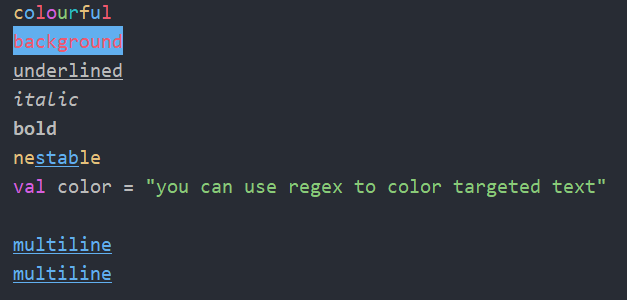 colourful
background
underlined
italic
bold
nestable
val color = "you can use regex to color targeted text"
multiline
multiline